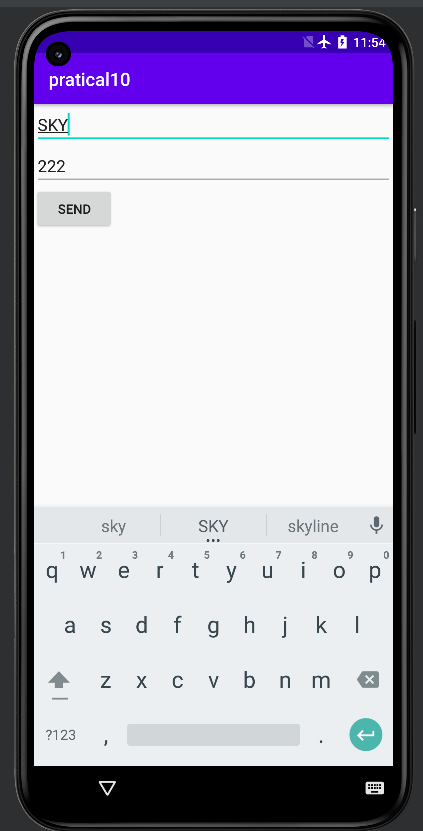 11:54
pratical10
SKY
222
SEND
sky SKY skyline
1 2 3 4 5 6 7 8 9 0
q w e r t y u i o p
a s d f g h j k l
z x c v b n m
?123 , .